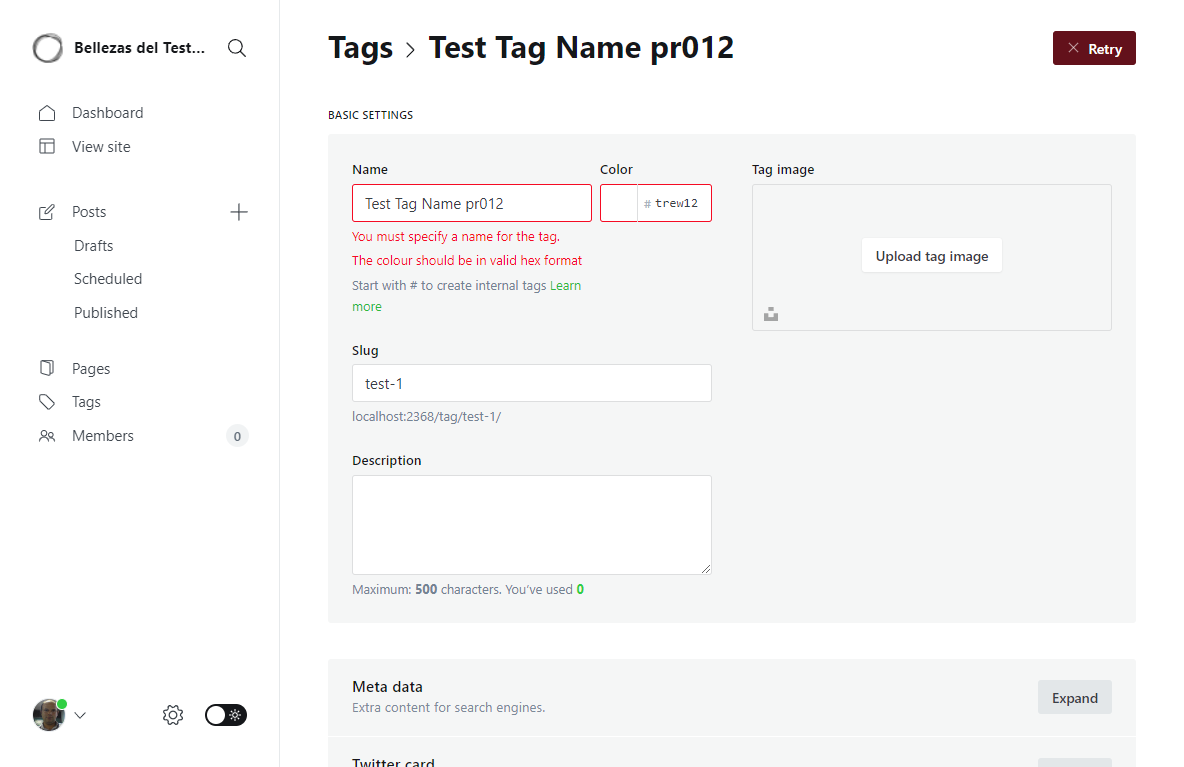 Bellezas del Test...
Dashboard
View site
Posts
Drafts
Scheduled
Published
Pages
Tags
Members 0
Tags > Test Tag Name pr012
Retry
BASIC SETTINGS
Name
Color
Tag image
Test Tag Name pr012
# trew12
You must specify a name for the tag.
The colour should be in valid hex format
Start with # to create internal tags Learn
more
Upload tag image
Slug
test-1
localhost:2368/tag/test-1/
Description
Maximum: 500 characters. You’ve used 0
Meta data
Extra content for search engines.
Expand
Twitter card